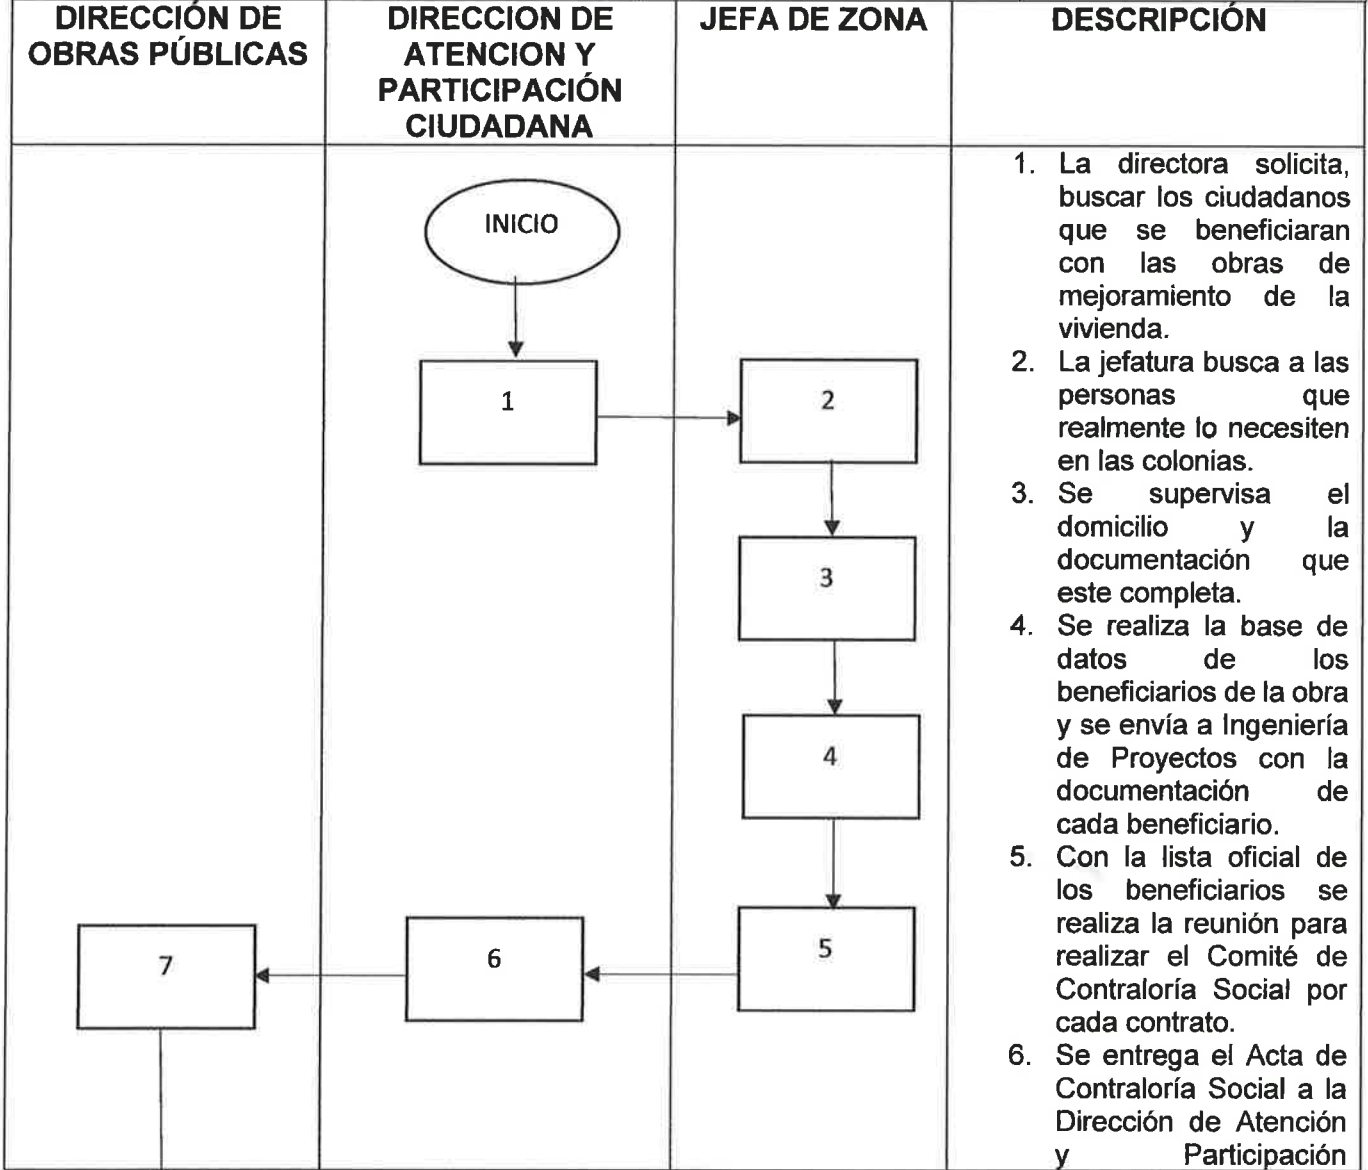 DIRECCIÓN DE
OBRAS PÚBLICAS
DIRECCION DE
ATENCION Y
PARTICIPACIÓN
CIUDADANA
JEFA DE ZONA
DESCRIPCIÓN
INICIO
1
2
3
4
5
6
7
1. La directora solicita,
buscar los ciudadanos
que se beneficiaran
con las obras de
mejoramiento de la
vivienda.
2. La jefatura busca a las
personas que
realmente lo necesiten
en las colonias.
3. Se supervisa el
domicilio y la
documentación que
este completa.
4. Se realiza la base de
datos de los
beneficiarios de la obra
y se envía a Ingeniería
de Proyectos con la
documentación de
cada beneficiario.
5. Con la lista oficial de
los beneficiarios se
realiza la reunión para
realizar el Comité de
Contraloría Social por
cada contrato.
6. Se entrega el Acta de
Contraloría Social a la
Dirección de Atención
y Participación